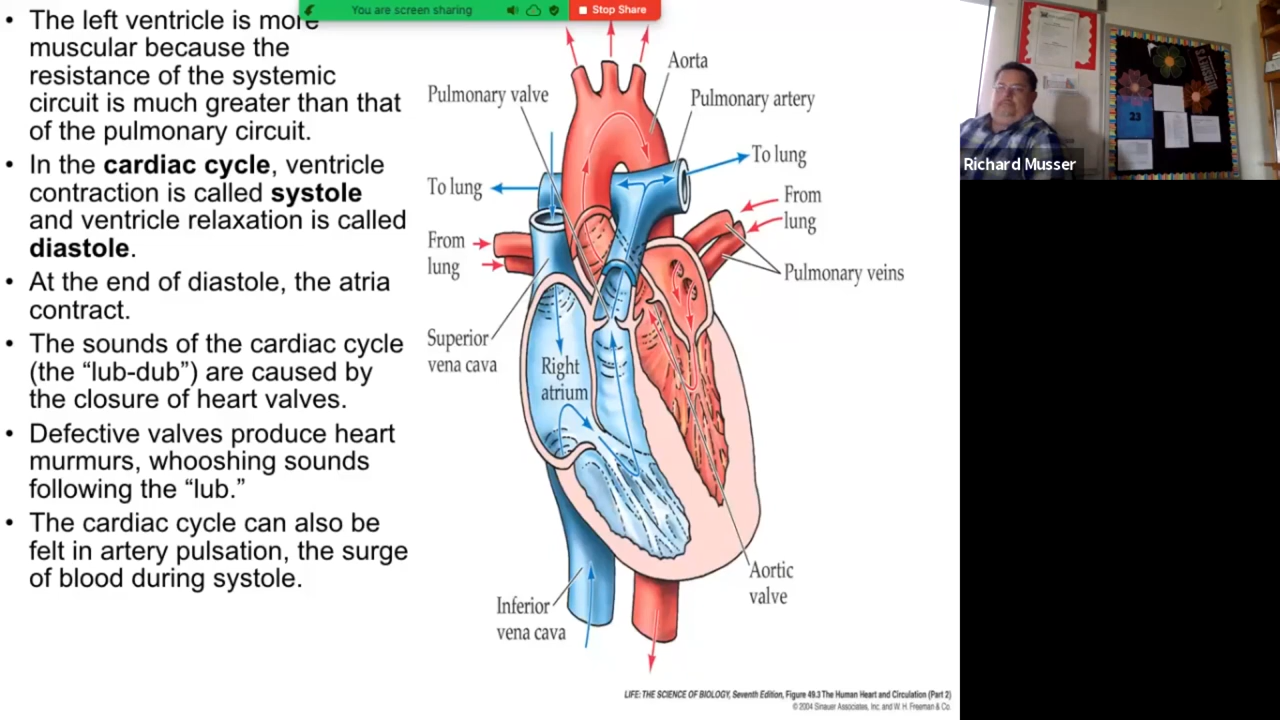 You are screen sharing
Stop Share
• The left ventricle is more
muscular because the
resistance of the systemic
circuit is much greater than that
of the pulmonary circuit.
• In the cardiac cycle, ventricle
contraction is called systole
and ventricle relaxation is called
diastole.
• At the end of diastole, the atria
contract.
• The sounds of the cardiac cycle
(the “lub-dub”) are caused by
the closure of heart valves.
• Defective valves produce heart
murmurs, whooshing sounds
following the “lub.”
• The cardiac cycle can also be
felt in artery pulsation, the surge
of blood during systole.
Aorta
Pulmonary valve
Pulmonary artery
To lung
To lung
From
lung
From
lung
Pulmonary veins
Superior
vena cava
Right
atrium
Aortic
valve
Inferior
vena cava
LIFE: THE SCIENCE OF BIOLOGY, Seventh Edition, Figure 49.3 The Human Heart and Circulation (Part 2)
© 2004 Sinauer Associates, Inc. and W. H. Freeman & Co.
23
Richard Musser